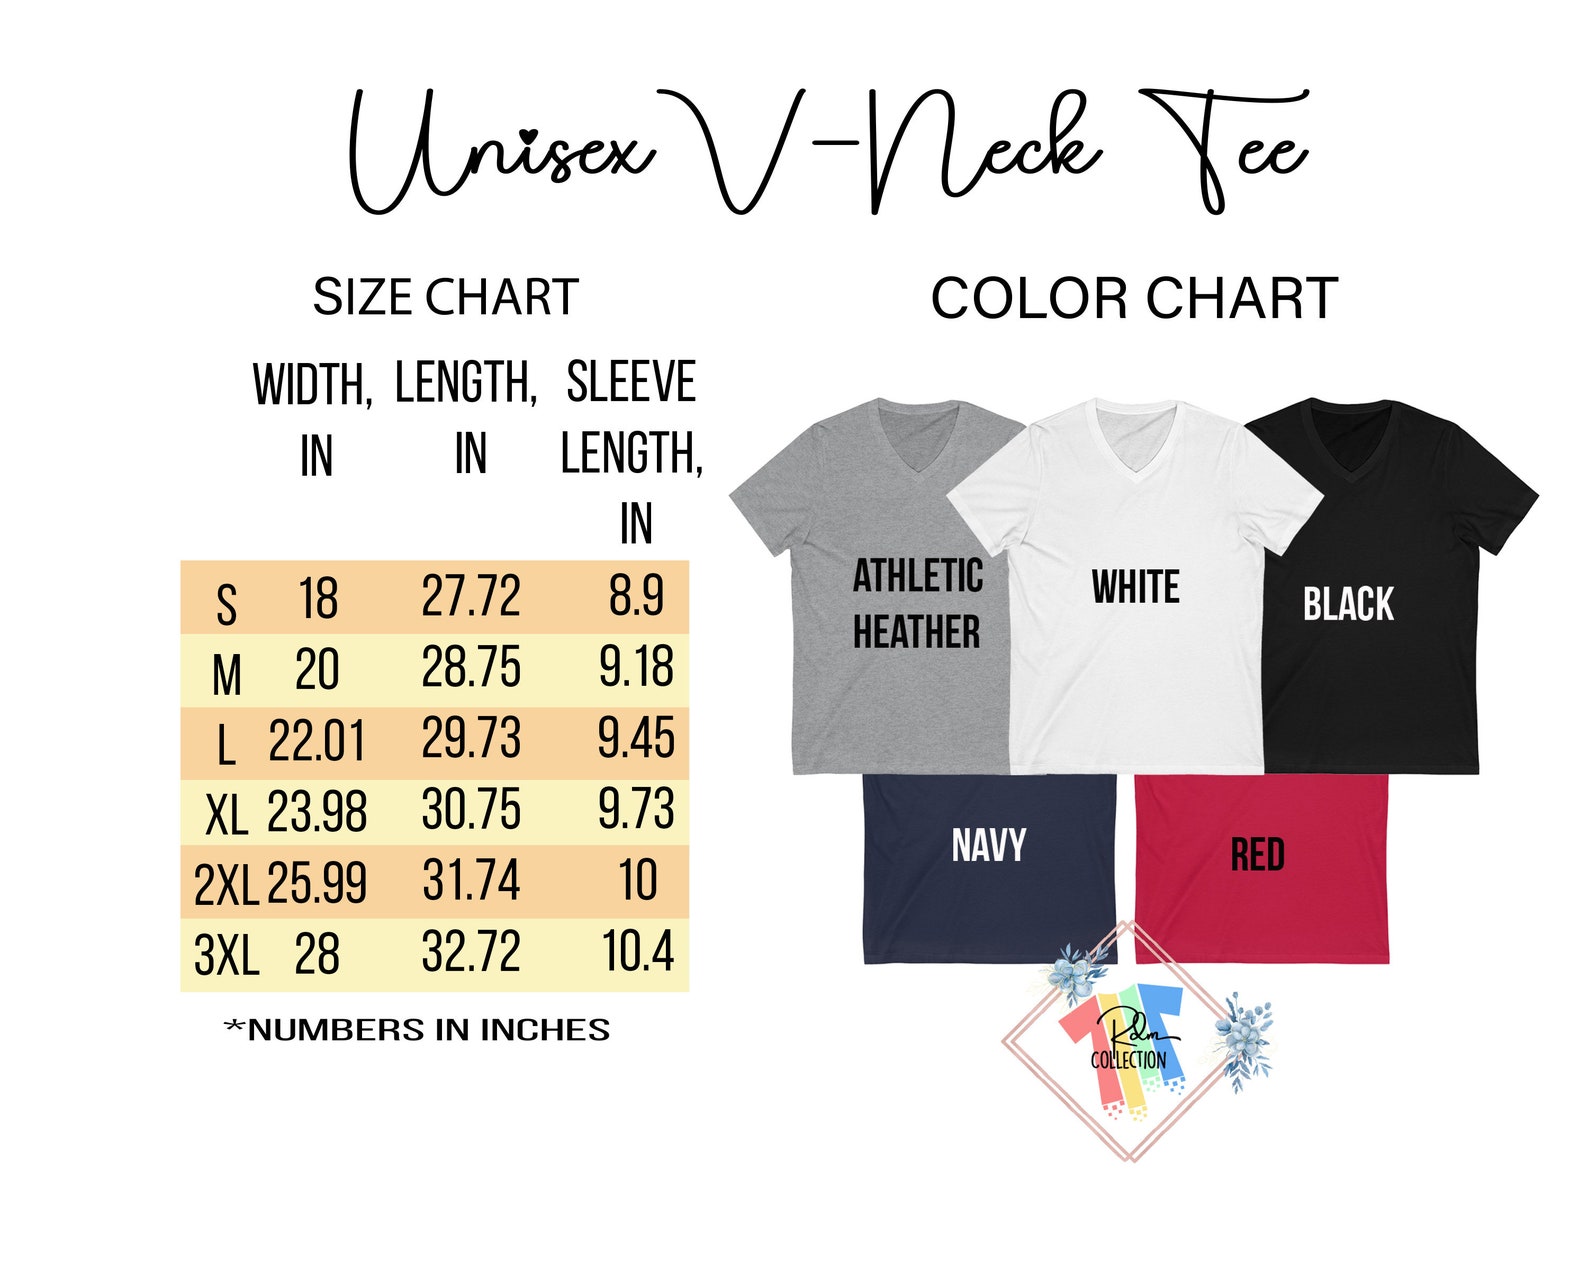 Unisex V-Neck Tee
SIZE CHART
WIDTH, IN
LENGTH, IN
SLEEVE LENGTH, IN
S 18 27.72 8.9
M 20 28.75 9.18
L 22.01 29.73 9.45
XL 23.98 30.75 9.73
2XL 25.99 31.74 10
3XL 28 32.72 10.4
*NUMBERS IN INCHES
COLOR CHART
ATHLETIC
HEATHER
WHITE
BLACK
NAVY
RED
Rdm
COLLECTION